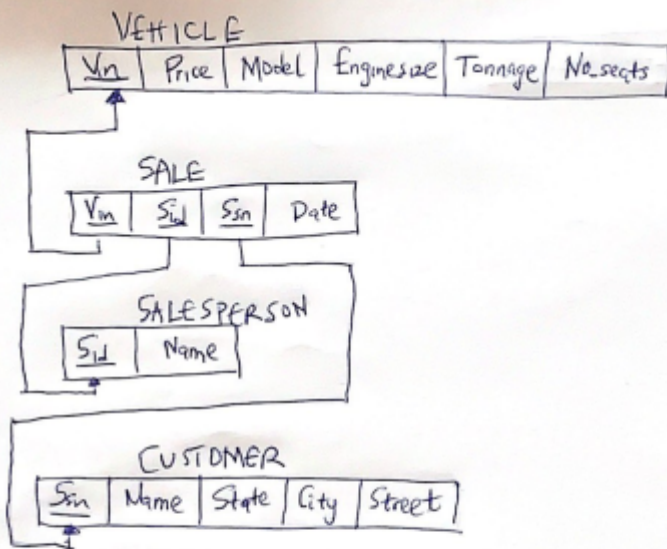 VEHICLE
Vin Price Model Enginesize Tonnage No_seats
SALE
Vin Sid Ssn Date
SALESPERSON
Sid Name
CUSTOMER
Ssn Name State City Street